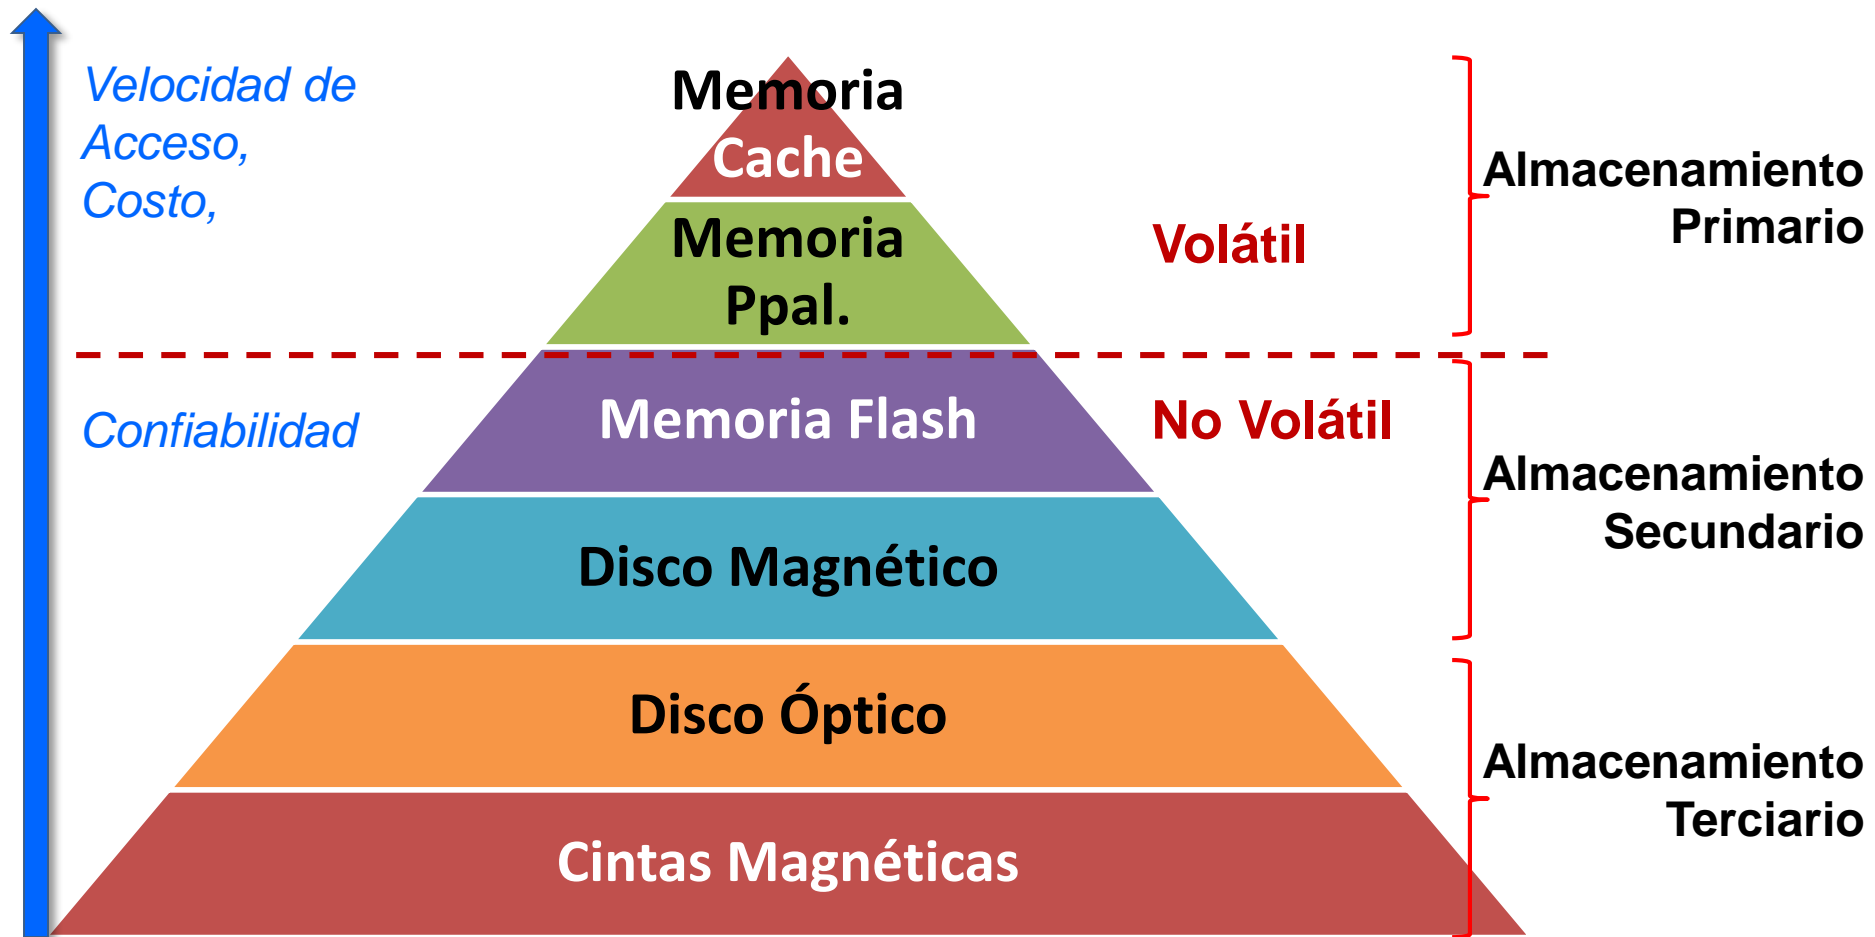 Velocidad de
Acceso,
Costo,
Confiabilidad
Memoria
Cache
Memoria
Ppal.
Memoria Flash
Disco Magnético
Disco Óptico
Cintas Magnéticas
Volátil
No Volátil
Almacenamiento
Primario
Almacenamiento
Secundario
Almacenamiento
Terciario